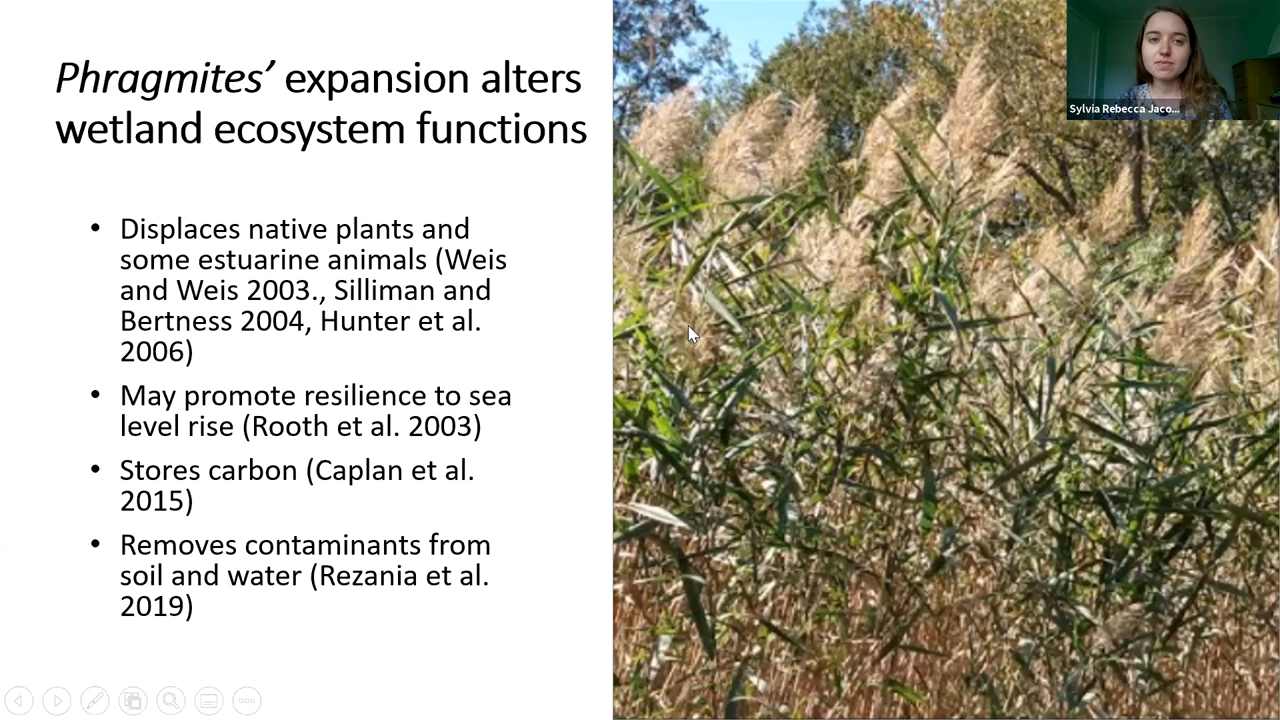 Phragmites’ expansion alters
wetland ecosystem functions
• Displaces native plants and
some estuarine animals (Weis
and Weis 2003., Silliman and
Bertness 2004, Hunter et al.
2006)
• May promote resilience to sea
level rise (Rooth et al. 2003)
• Stores carbon (Caplan et al.
2015)
• Removes contaminants from
soil and water (Rezania et al.
2019)
Sylvia Rebecca Jaco...